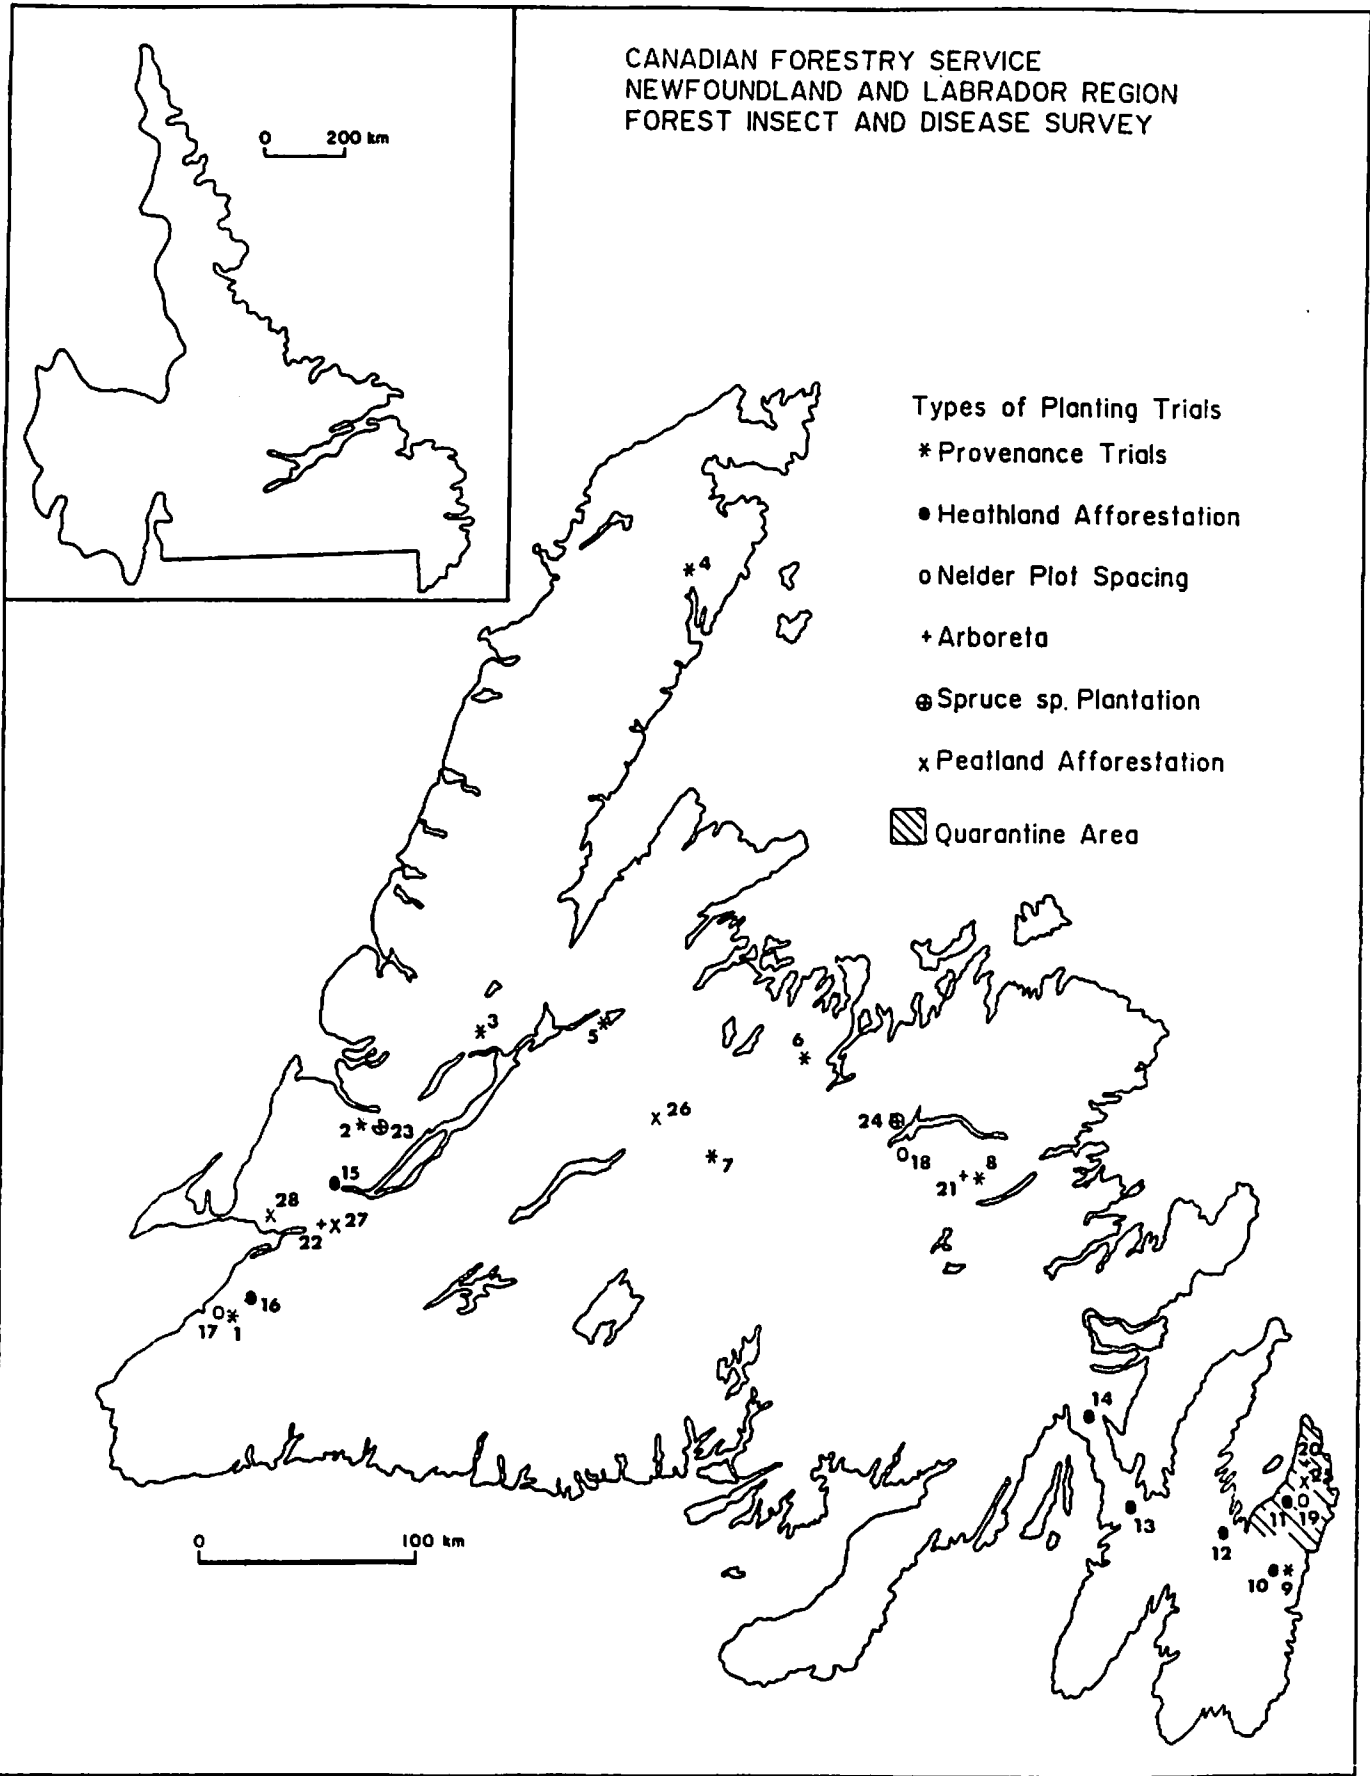 CANADIAN FORESTRY SERVICE
NEWFOUNDLAND AND LABRADOR REGION
FOREST INSECT AND DISEASE SURVEY
0 200 km
Types of Planting Trials
* Provenance Trials
● Heathland Afforestation
o Nelder Plot Spacing
+ Arboreta
⊕ Spruce sp. Plantation
x Peatland Afforestation
Quarantine Area
* 4
* 3
5 *
6 *
2 * ⊕ 23
x 26
* 7
24 ⊕
o 18
21 + * 8
● 15
x 28
22 + x 27
● 16
17 o * 1
14 ●
● 13
12 ●
20
+
x
11 ● o 19
10 ● * 9
0 100 km